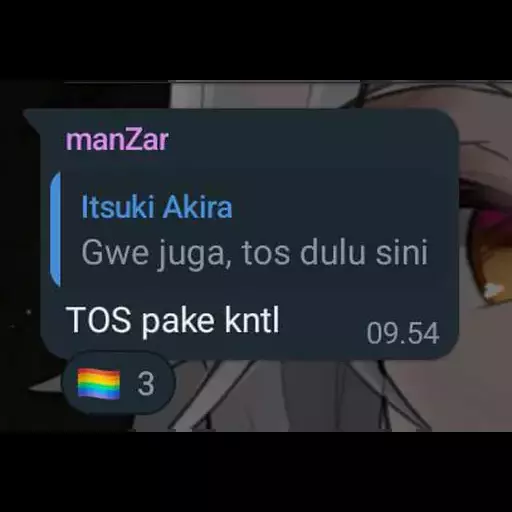 manZar
Itsuki Akira
Gwe juga, tos dulu sini
TOS pake kntl
09.54
🏳️‍🌈 3